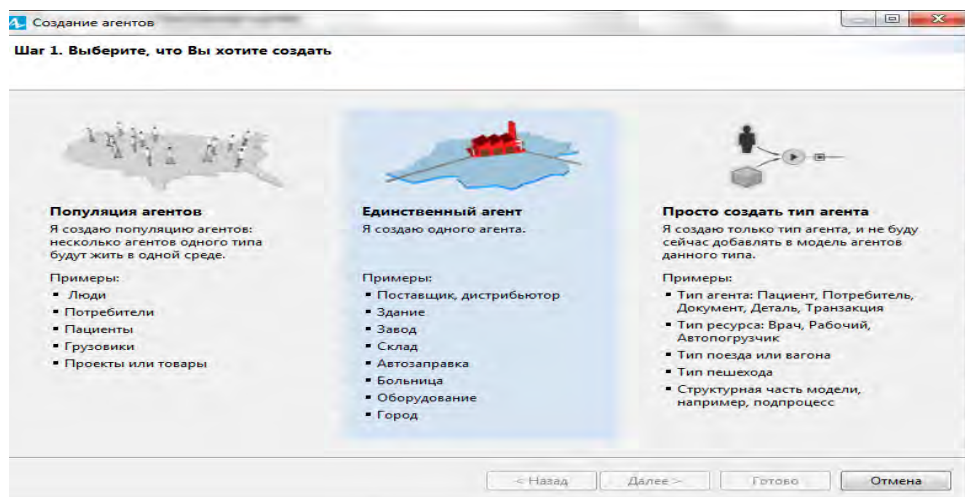 Создание агентов
Шаг 1. Выберите, что Вы хотите создать
Популяция агентов
Я создаю популяцию агентов:
несколько агентов одного типа
будут жить в одной среде.
Примеры:
▪ Люди
▪ Потребители
▪ Пациенты
▪ Грузовики
▪ Проекты или товары
Единственный агент
Я создаю одного агента.
Примеры:
▪ Поставщик, дистрибьютор
▪ Здание
▪ Завод
▪ Склад
▪ Автозаправка
▪ Больница
▪ Оборудование
▪ Город
Просто создать тип агента
Я создаю только тип агента, и не буду
сейчас добавлять в модель агентов
данного типа.
Примеры:
▪ Тип агента: Пациент, Потребитель,
Документ, Деталь, Транзакция
▪ Тип ресурса: Врач, Рабочий,
Автопогрузчик
▪ Тип поезда или вагона
▪ Тип пешехода
▪ Структурная часть модели,
например, подпроцесс
< Назад
Далее >
Готово
Отмена